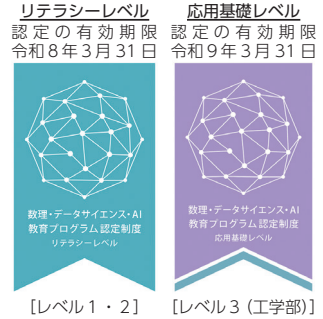 リテラシーレベル
認定の有効期限
令和8年3月31日
数理・データサイエンス・AI
教育プログラム認定制度
リテラシーレベル
[レベル1・2]
応用基礎レベル
認定の有効期限
令和9年3月31日
数理・データサイエンス・AI
教育プログラム認定制度
応用基礎レベル
[レベル3(工学部)]